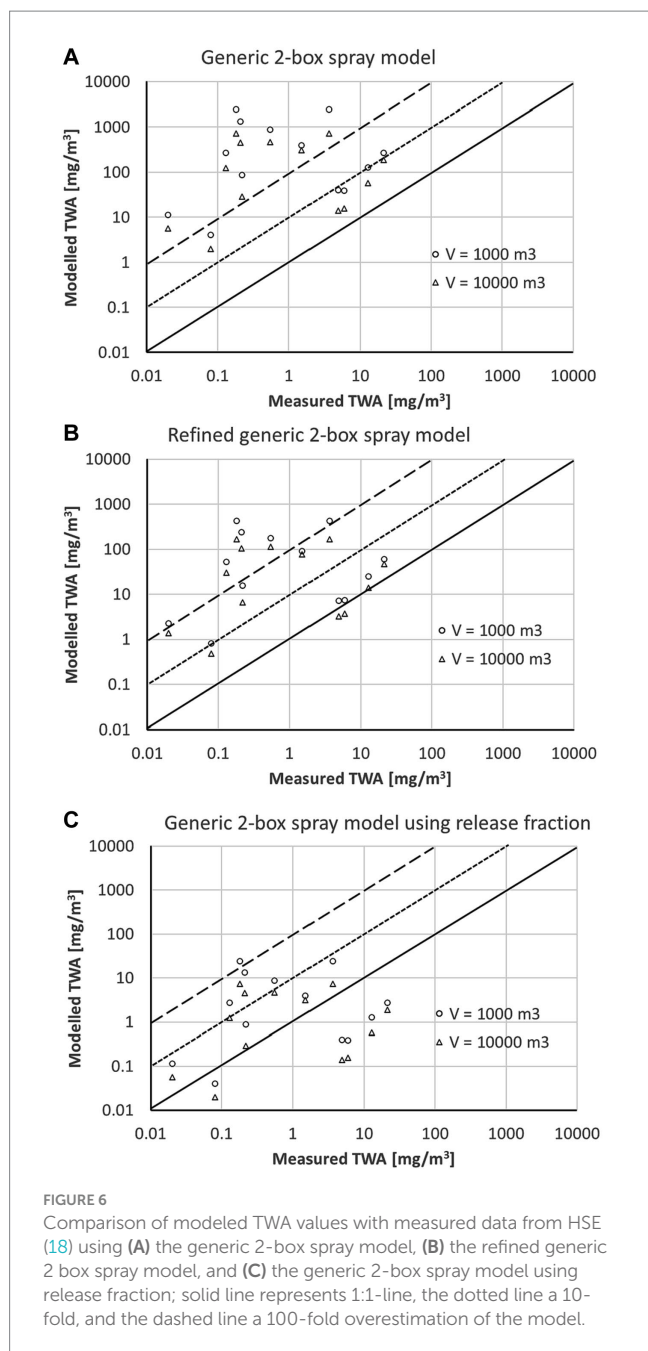 A
Generic 2-box spray model
Modelled TWA [mg/m³]
10000
1000
100
10
1
0.1
0.01
○ V = 1000 m3
△ V = 10000 m3
0.01 0.1 1 10 100 1000 10000
Measured TWA [mg/m³]
B
Refined generic 2-box spray model
Modelled TWA [mg/m³]
10000
1000
100
10
1
0.1
0.01
○ V = 1000 m3
△ V = 10000 m3
0.01 0.1 1 10 100 1000 10000
Measured TWA [mg/m³]
C
Generic 2-box spray model using release fraction
Modelled TWA [mg/m³]
10000
1000
100
10
1
0.1
0.01
○ V = 1000 m3
△ V = 10000 m3
0.01 0.1 1 10 100 1000 10000
Measured TWA [mg/m³]
FIGURE 6
Comparison of modeled TWA values with measured data from HSE
(18) using (A) the generic 2-box spray model, (B) the refined generic
2 box spray model, and (C) the generic 2-box spray model using
release fraction; solid line represents 1:1-line, the dotted line a 10-
fold, and the dashed line a 100-fold overestimation of the model.